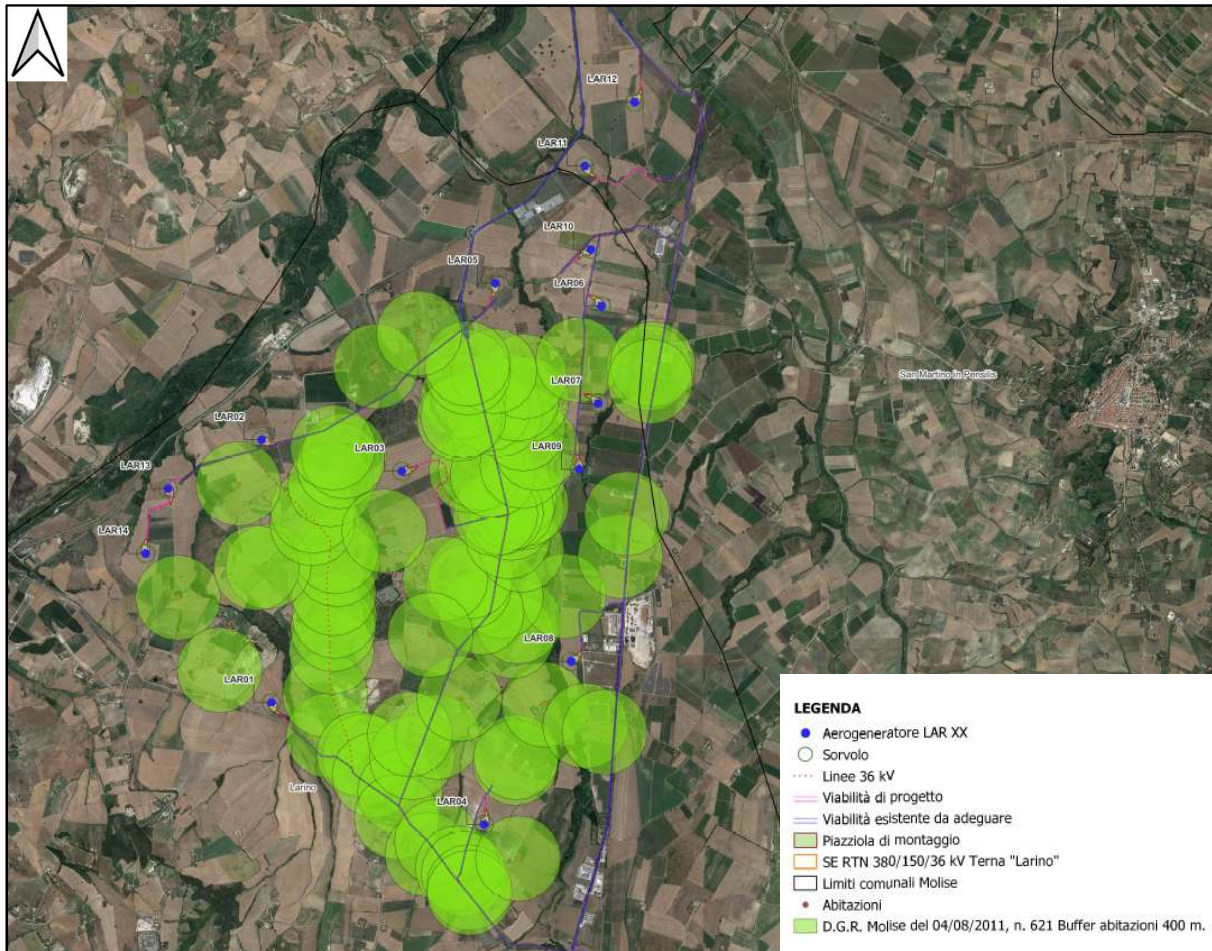 LAR12
LAR11
LAR10
LAR05
LAR06
San Martino in Pensilis
LAR07
LAR02
LAR03
LAR09
LAR13
LAR14
LAR08
LAR01
Larino
LAR04
LEGENDA
Aerogeneratore LAR XX
Sorvolo
Linee 36 kV
Viabilità di progetto
Viabilità esistente da adeguare
Piazziola di montaggio
SE RTN 380/150/36 kV Terna "Larino"
Limiti comunali Molise
Abitazioni
D.G.R. Molise del 04/08/2011, n. 621 Buffer abitazioni 400 m.